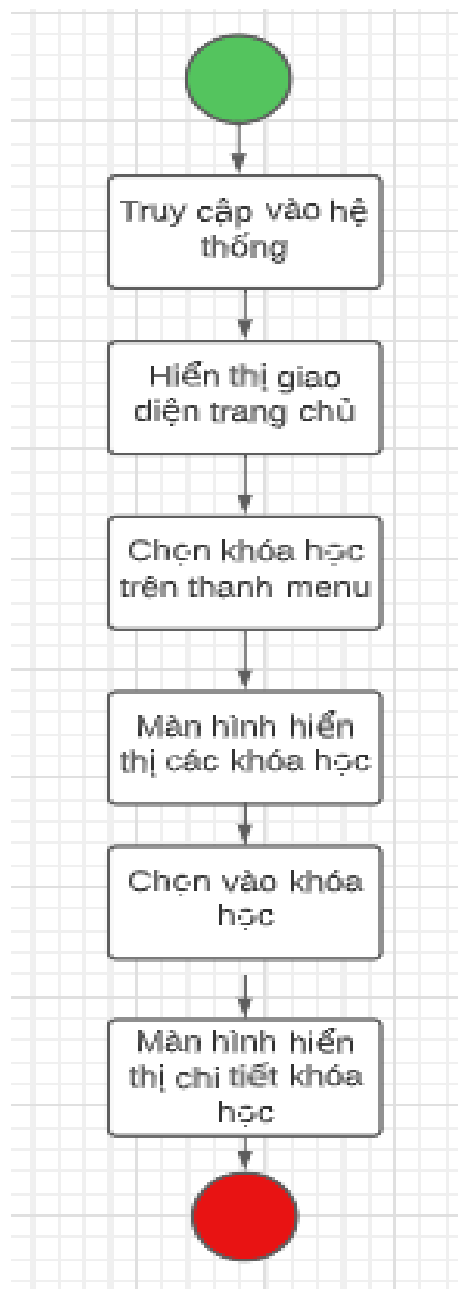 Truy cập vào hệ
thống
Hiển thị giao
diện trang chủ
Chọn khóa học
trên thanh menu
Màn hình hiển
thị các khóa học
Chọn vào khóa
học
Màn hình hiển
thị chi tiết khóa
học